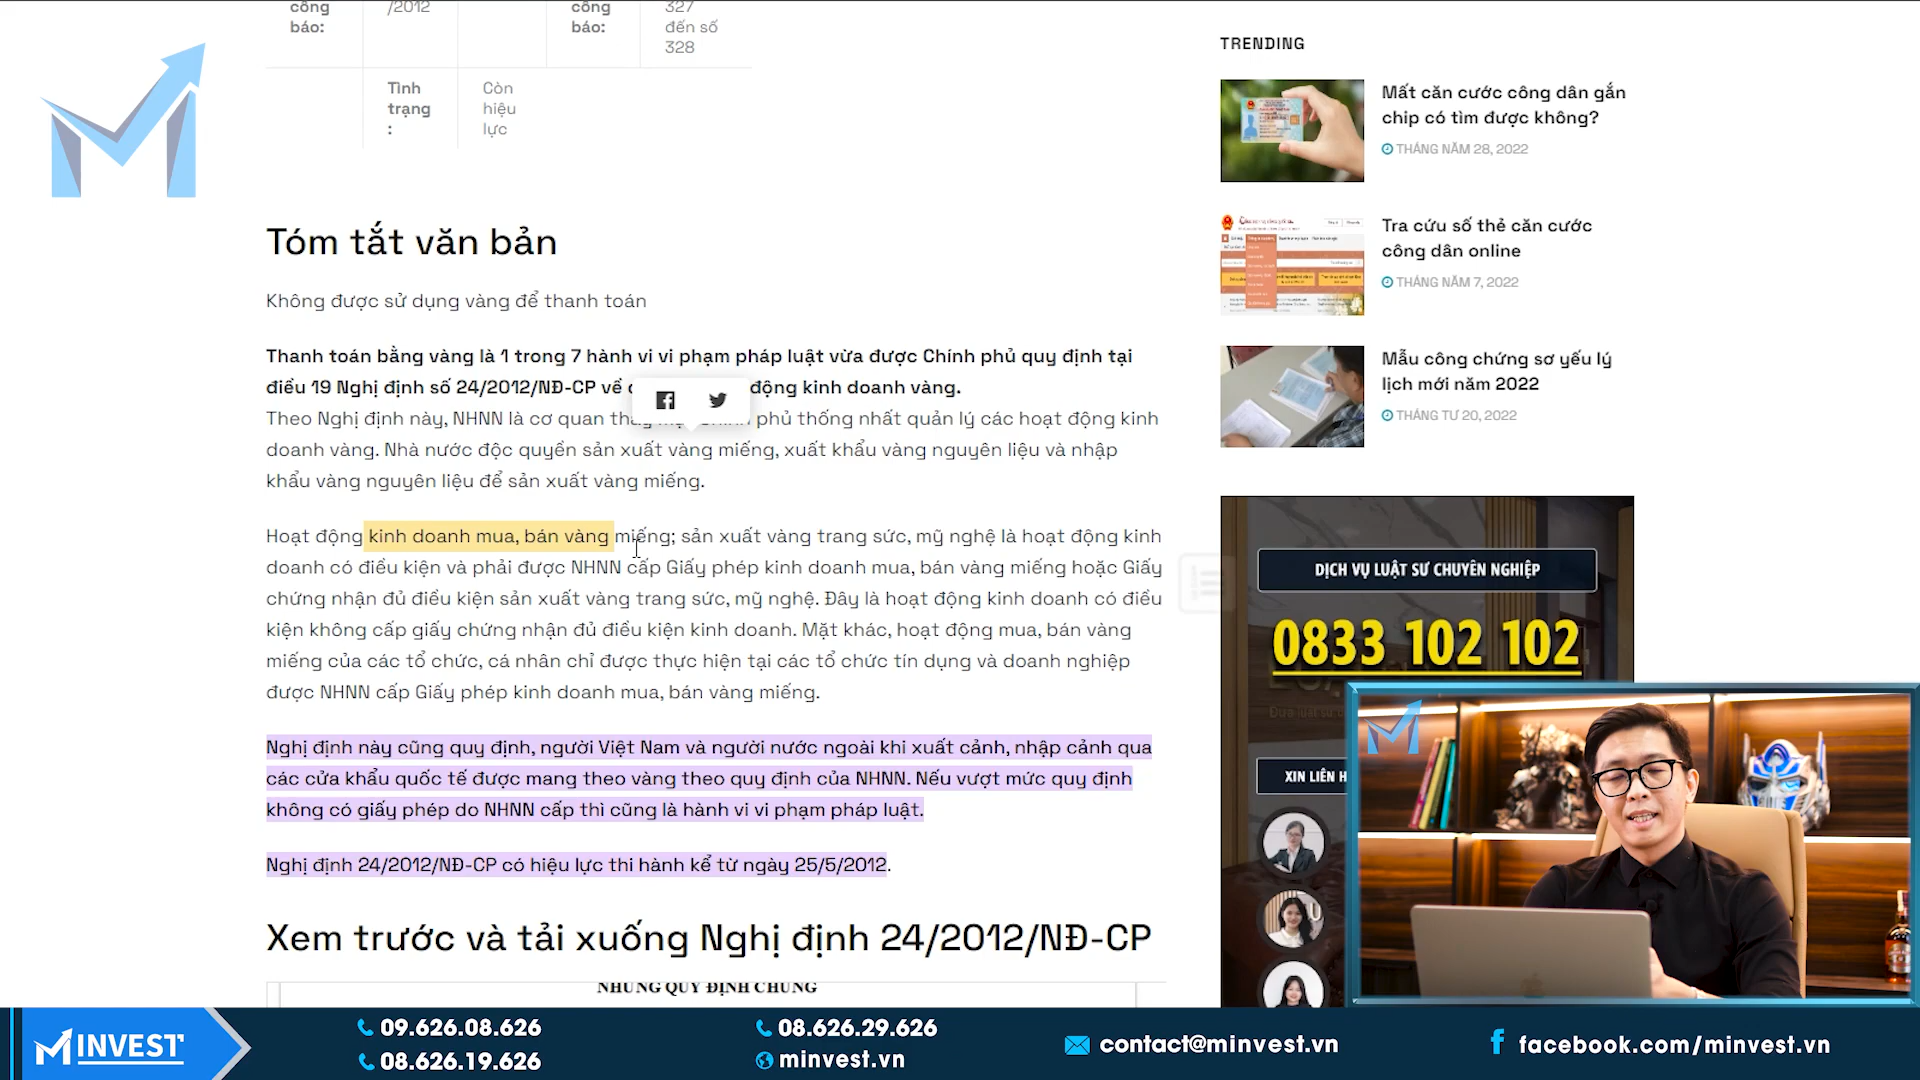 công báo:
/2012
công báo:
327 đến số 328
Tình trạng :
Còn hiệu lực
Tóm tắt văn bản
Không được sử dụng vàng để thanh toán
Thanh toán bằng vàng là 1 trong 7 hành vi vi phạm pháp luật vừa được Chính phủ quy định tại
điều 19 Nghị định số 24/2012/NĐ-CP về động kinh doanh vàng.
Theo Nghị định này, NHNN là cơ quan thay phủ thống nhất quản lý các hoạt động kinh
doanh vàng. Nhà nước độc quyền sản xuất vàng miếng, xuất khẩu vàng nguyên liệu và nhập
khẩu vàng nguyên liệu để sản xuất vàng miếng.
Hoạt động kinh doanh mua, bán vàng miếng; sản xuất vàng trang sức, mỹ nghệ là hoạt động kinh
doanh có điều kiện và phải được NHNN cấp Giấy phép kinh doanh mua, bán vàng miếng hoặc Giấy
chứng nhận đủ điều kiện sản xuất vàng trang sức, mỹ nghệ. Đây là hoạt động kinh doanh có điều
kiện không cấp giấy chứng nhận đủ điều kiện kinh doanh. Mặt khác, hoạt động mua, bán vàng
miếng của các tổ chức, cá nhân chỉ được thực hiện tại các tổ chức tín dụng và doanh nghiệp
được NHNN cấp Giấy phép kinh doanh mua, bán vàng miếng.
Nghị định này cũng quy định, người Việt Nam và người nước ngoài khi xuất cảnh, nhập cảnh qua
các cửa khẩu quốc tế được mang theo vàng theo quy định của NHNN. Nếu vượt mức quy định
không có giấy phép do NHNN cấp thì cũng là hành vi vi phạm pháp luật.
Nghị định 24/2012/NĐ-CP có hiệu lực thi hành kể từ ngày 25/5/2012.
Xem trước và tải xuống Nghị định 24/2012/NĐ-CP
NHỮNG QUY ĐỊNH CHUNG
TRENDING
Mất căn cước công dân gắn
chip có tìm được không?
THÁNG NĂM 28, 2022
Tra cứu số thẻ căn cước
công dân online
THÁNG NĂM 7, 2022
Mẫu công chứng sơ yếu lý
lịch mới năm 2022
THÁNG TƯ 20, 2022
DỊCH VỤ LUẬT SƯ CHUYÊN NGHIỆP
0833 102 102
XIN LIÊN H
MINVEST
09.626.08.626
08.626.19.626
08.626.29.626
minvest.vn
contact@minvest.vn
facebook.com/minvest.vn